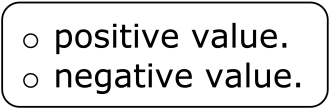 ○ positive value.
○ negative value.